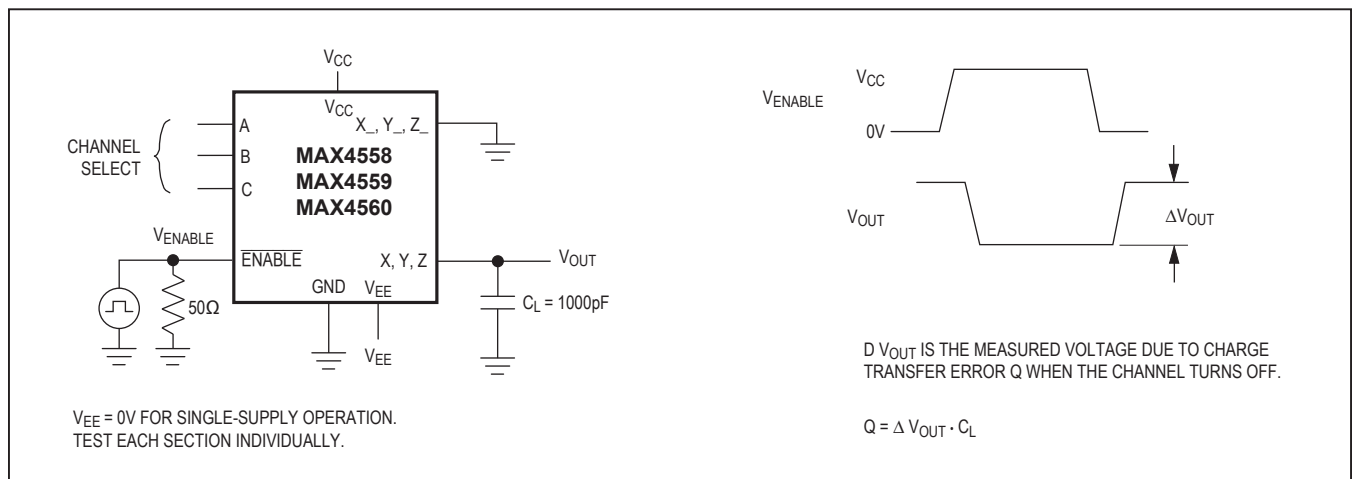 VCC
VCC
A
X_, Y_, Z_
CHANNEL
SELECT
B
C
MAX4558
MAX4559
MAX4560
VENABLE
ENABLE
X, Y, Z
VOUT
GND
VEE
50Ω
CL = 1000pF
VEE
VEE = 0V FOR SINGLE-SUPPLY OPERATION.
TEST EACH SECTION INDIVIDUALLY.
VENABLE
VCC
0V
VOUT
ΔVOUT
D VOUT IS THE MEASURED VOLTAGE DUE TO CHARGE
TRANSFER ERROR Q WHEN THE CHANNEL TURNS OFF.
Q = Δ VOUT · CL